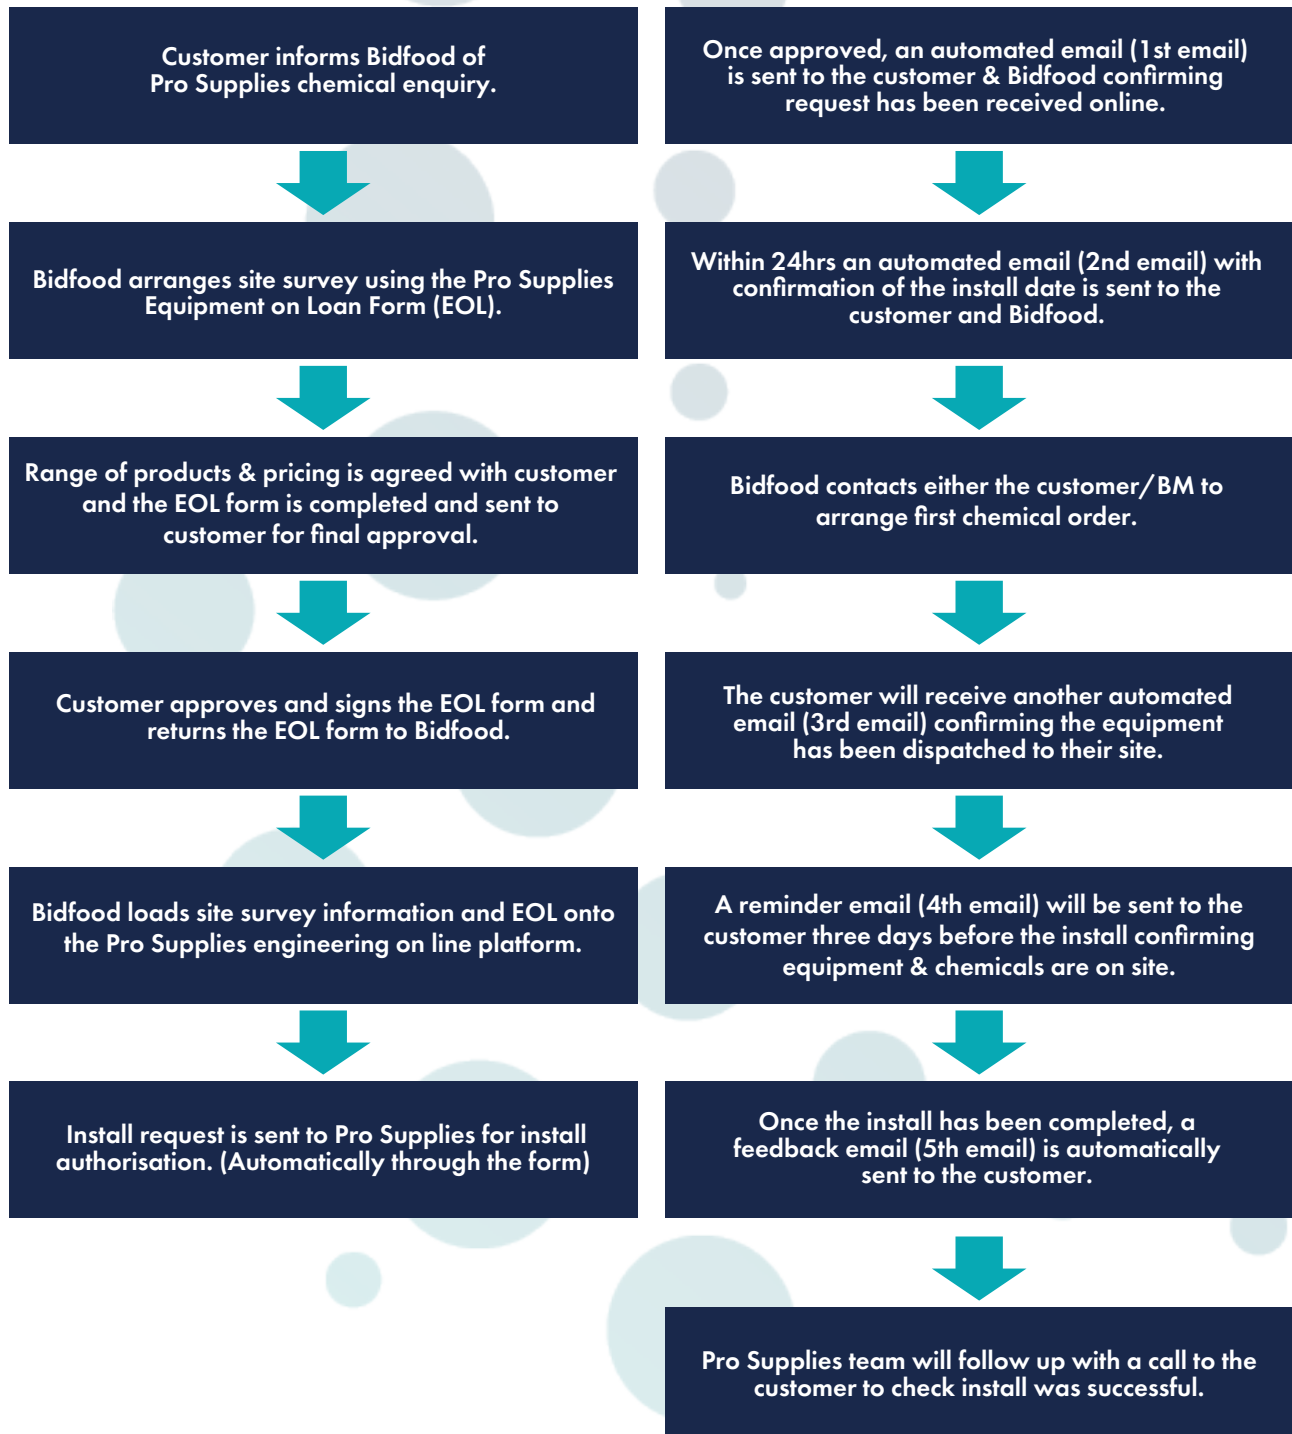 Customer informs Bidfood of
Pro Supplies chemical enquiry.
Bidfood arranges site survey using the Pro Supplies
Equipment on Loan Form (EOL).
Range of products & pricing is agreed with customer
and the EOL form is completed and sent to
customer for final approval.
Customer approves and signs the EOL form and
returns the EOL form to Bidfood.
Bidfood loads site survey information and EOL onto
the Pro Supplies engineering on line platform.
Install request is sent to Pro Supplies for install
authorisation. (Automatically through the form)
Once approved, an automated email (1st email)
is sent to the customer & Bidfood confirming
request has been received online.
Within 24hrs an automated email (2nd email) with
confirmation of the install date is sent to the
customer and Bidfood.
Bidfood contacts either the customer/BM to
arrange first chemical order.
The customer will receive another automated
email (3rd email) confirming the equipment
has been dispatched to their site.
A reminder email (4th email) will be sent to the
customer three days before the install confirming
equipment & chemicals are on site.
Once the install has been completed, a
feedback email (5th email) is automatically
sent to the customer.
Pro Supplies team will follow up with a call to the
customer to check install was successful.